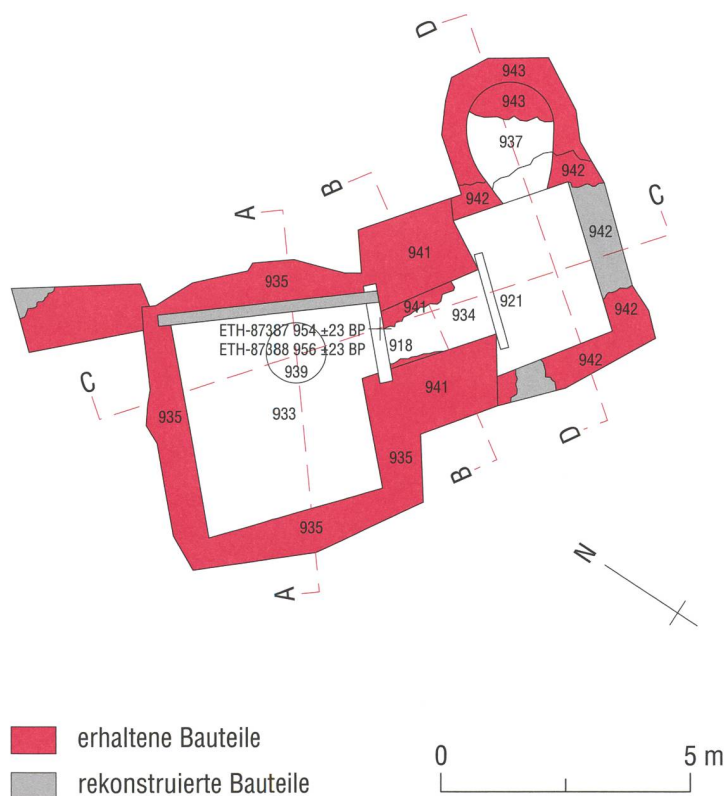 D
943
943
937
942
942
B
C
A
942
941
935
941
921
934
942
ETH-87387 954 ±23 BP
918
ETH-87388 956 ±23 BP
939
942
C
941
933
935
935
D
B
935
N
A
erhaltene Bauteile
0 5 m
rekonstruierte Bauteile